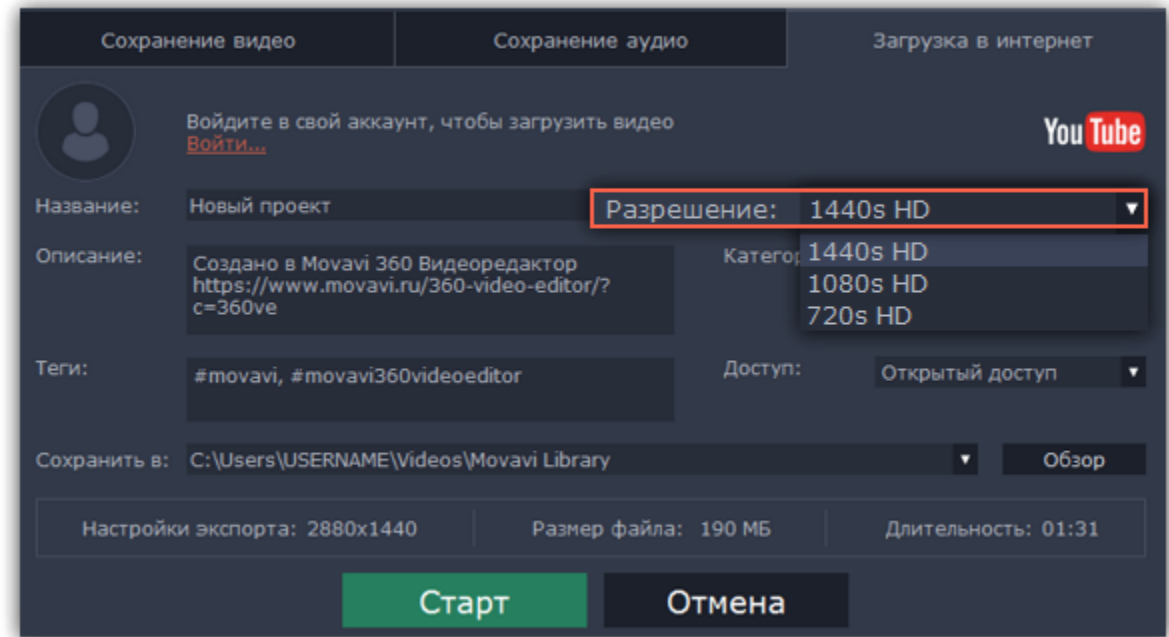 Сохранение видео
Сохранение аудио
Загрузка в интернет
Войдите в свой аккаунт, чтобы загрузить видео
Войти...
You Tube
Название: Новый проект
Разрешение: 1440s HD
1440s HD
1080s HD
720s HD
Описание: Создано в Movavi 360 Видеоредактор
https://www.movavi.ru/360-video-editor/?
c=360ve
Теги: #movavi, #movavi360videoeditor
Доступ: Открытый доступ
Сохранить в: C:\Users\USERNAME\Videos\Movavi Library
Обзор
Настройки экспорта: 2880x1440
Размер файла: 190 МБ
Длительность: 01:31
Старт
Отмена